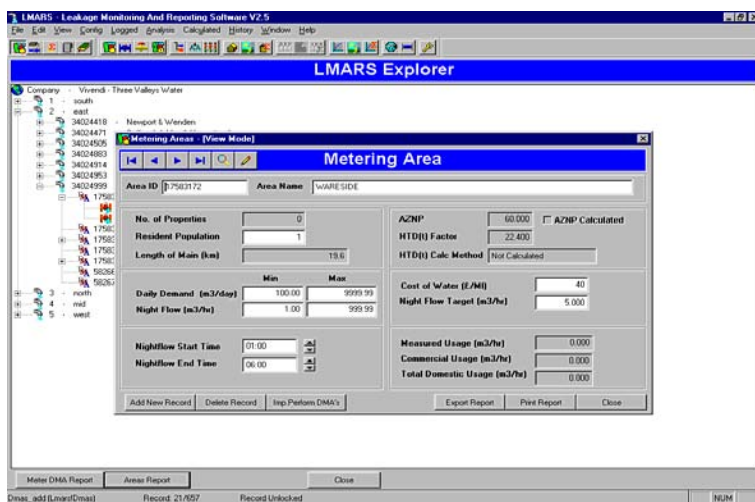 LMARS - Leakage Monitoring And Reporting Software V2.5
File Edit View Config Logged Analysis Calculated History Window Help
LMARS Explorer
Company - Vivendi - Three Valleys Water
1 - south
2 - east
34024418 - Newport & Wenden
34024471
34024505
34024883
34024914
34024953
34024999
3 - north
4 - mid
5 - west
Metering Areas - [View Mode]
Metering Area
Area ID 17583172 Area Name WARESIDE
No. of Properties 0
Resident Population 1
Length of Main (km) 19.6
AZNP 60.000 AZNP Calculated
HTD(t) Factor 22.400
HTD(t) Calc Method Not Calculated
Min Max
Daily Demand (m3/day) 100.00 9999.99
Night Flow (m3/hr) 1.00 999.99
Cost of Water (£/Ml) 40
Night Flow Target (m3/hr) 5.000
Nightflow Start Time 01:00
Nightflow End Time 06:00
Measured Usage (m3/hr) 0.000
Commercial Usage (m3/hr) 0.000
Total Domestic Usage (m3/hr) 0.000
Add New Record Delete Record Imp.Perform.DMA's Export Report Print Report Close
Meter DMA Report Areas Report Close
Dmas_add (Lmars!Dmas) Record: 21/657 Record Unlocked NUM